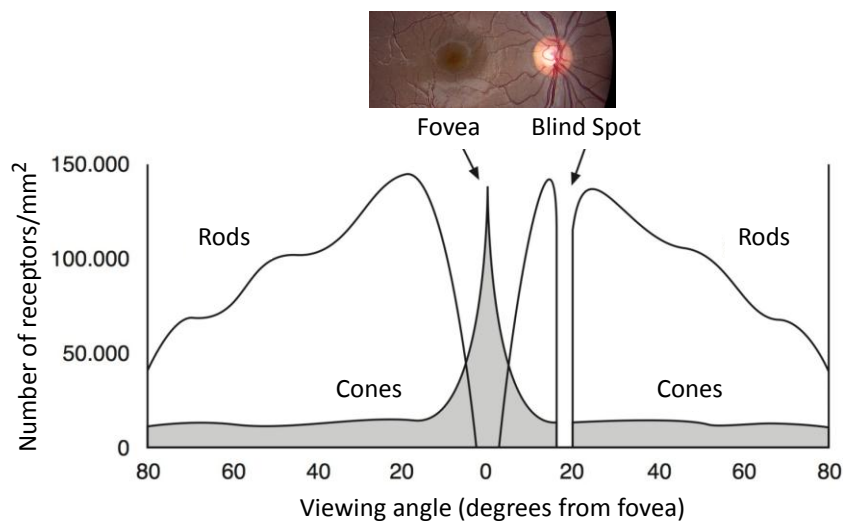 Fovea Blind Spot
150.000
100.000
50.000
0
Number of receptors/mm²
Rods Rods
Cones Cones
80 60 40 20 0 20 40 60 80
Viewing angle (degrees from fovea)